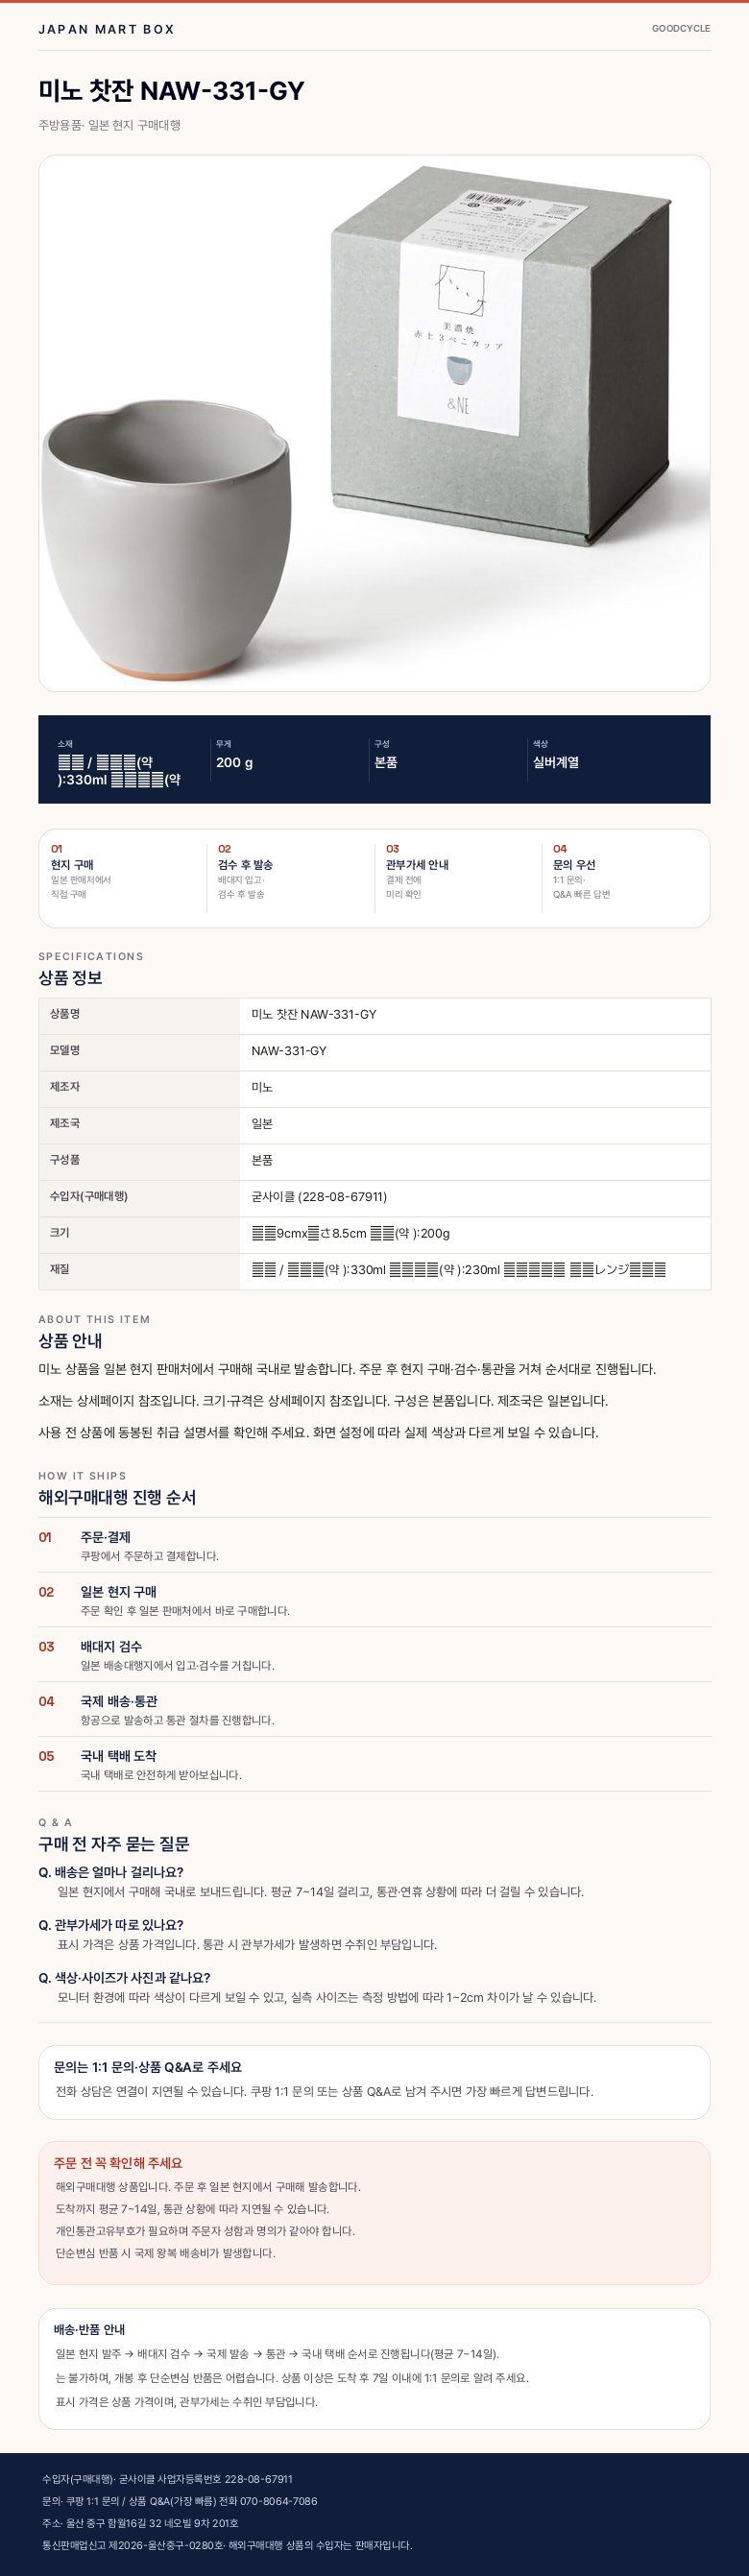 JAPAN MART BOX
GOODCYCLE
미노 찻잔 NAW-331-GY
주방용품· 일본 현지 구매대행
ハレケ
美濃焼
赤土3べこカップ
&NE
소재
/ (약
):330ml (약
무게
200 g
구성
본품
색상
실버계열
01
현지 구매
일본 판매처에서
직접 구매
02
검수 후 발송
배대지 입고·
검수 후 발송
03
관부가세 안내
결제 전에
미리 확인
04
문의 우선
1:1 문의·
Q&A 빠른 답변
SPECIFICATIONS
상품 정보
상품명 미노 찻잔 NAW-331-GY
모델명 NAW-331-GY
제조자 미노
제조국 일본
구성품 본품
수입자(구매대행) 굳사이클 (228-08-67911)
크기 9cmx さ8.5cm (약 ):200g
재질 / (약 ):330ml (약 ):230ml レンジ
ABOUT THIS ITEM
상품 안내
미노 상품을 일본 현지 판매처에서 구매해 국내로 발송합니다. 주문 후 현지 구매·검수·통관을 거쳐 순서대로 진행됩니다.
소재는 상세페이지 참조입니다. 크기·규격은 상세페이지 참조입니다. 구성은 본품입니다. 제조국은 일본입니다.
사용 전 상품에 동봉된 취급 설명서를 확인해 주세요. 화면 설정에 따라 실제 색상과 다르게 보일 수 있습니다.
HOW IT SHIPS
해외구매대행 진행 순서
01 주문·결제
쿠팡에서 주문하고 결제합니다.
02 일본 현지 구매
주문 확인 후 일본 판매처에서 바로 구매합니다.
03 배대지 검수
일본 배송대행지에서 입고·검수를 거칩니다.
04 국제 배송·통관
항공으로 발송하고 통관 절차를 진행합니다.
05 국내 택배 도착
국내 택배로 안전하게 받아보십니다.
Q & A
구매 전 자주 묻는 질문
Q. 배송은 얼마나 걸리나요?
일본 현지에서 구매해 국내로 보내드립니다. 평균 7~14일 걸리고, 통관·연휴 상황에 따라 더 걸릴 수 있습니다.
Q. 관부가세가 따로 있나요?
표시 가격은 상품 가격입니다. 통관 시 관부가세가 발생하면 수취인 부담입니다.
Q. 색상·사이즈가 사진과 같나요?
모니터 환경에 따라 색상이 다르게 보일 수 있고, 실측 사이즈는 측정 방법에 따라 1~2cm 차이가 날 수 있습니다.
문의는 1:1 문의·상품 Q&A로 주세요
전화 상담은 연결이 지연될 수 있습니다. 쿠팡 1:1 문의 또는 상품 Q&A로 남겨 주시면 가장 빠르게 답변드립니다.
주문 전 꼭 확인해 주세요
해외구매대행 상품입니다. 주문 후 일본 현지에서 구매해 발송합니다.
도착까지 평균 7~14일, 통관 상황에 따라 지연될 수 있습니다.
개인통관고유부호가 필요하며 주문자 성함과 명의가 같아야 합니다.
단순변심 반품 시 국제 왕복 배송비가 발생합니다.
배송·반품 안내
일본 현지 발주 → 배대지 검수 → 국제 발송 → 통관 → 국내 택배 순서로 진행됩니다(평균 7~14일).
는 불가하며, 개봉 후 단순변심 반품은 어렵습니다. 상품 이상은 도착 후 7일 이내에 1:1 문의로 알려 주세요.
표시 가격은 상품 가격이며, 관부가세는 수취인 부담입니다.
수입자(구매대행)· 굳사이클 사업자등록번호 228-08-67911
문의· 쿠팡 1:1 문의 / 상품 Q&A(가장 빠름) 전화 070-8064-7086
주소· 울산 중구 함월16길 32 네오빌 9차 201호
통신판매업신고 제2026-울산중구-0280호· 해외구매대행 상품의 수입자는 판매자입니다.